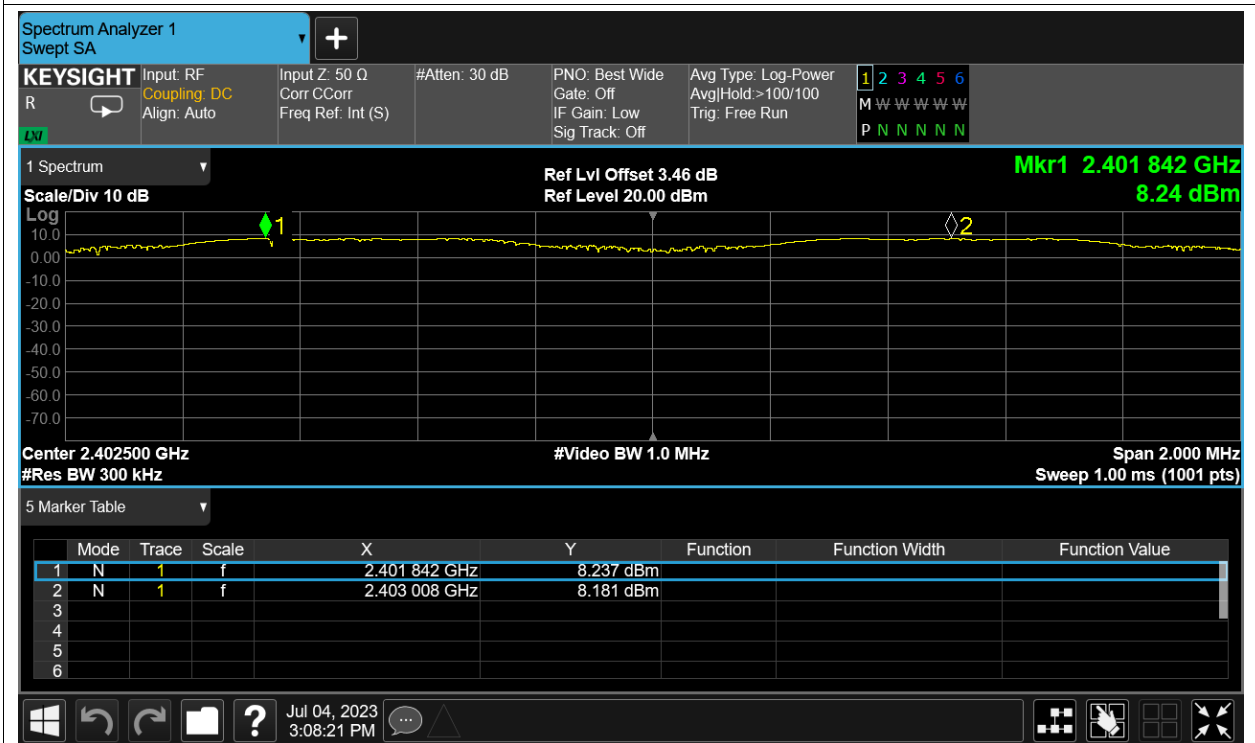 Spectrum Analyzer 1
Swept SA
+
KEYSIGHT Input: RF Input Z: 50 Ω #Atten: 30 dB PNO: Best Wide Avg Type: Log-Power 1 2 3 4 5 6
R Coupling: DC Corr CCorr Gate: Off Avg|Hold:>100/100 M W W W W W
Align: Auto Freq Ref: Int (S) IF Gain: Low Trig: Free Run
LXI Sig Track: Off P N N N N N
1 Spectrum Ref Lvl Offset 3.46 dB Mkr1 2.401 842 GHz
Scale/Div 10 dB Ref Level 20.00 dBm 8.24 dBm
Log
1
2
10.0
0.00
-10.0
-20.0
-30.0
-40.0
-50.0
-60.0
-70.0
Center 2.402500 GHz #Video BW 1.0 MHz Span 2.000 MHz
#Res BW 300 kHz Sweep 1.00 ms (1001 pts)
5 Marker Table
Mode Trace Scale X Y Function Function Width Function Value
1 N 1 f 2.401 842 GHz 8.237 dBm
2 N 1 f 2.403 008 GHz 8.181 dBm
3
4
5
6
? Jul 04, 2023
3:08:21 PM